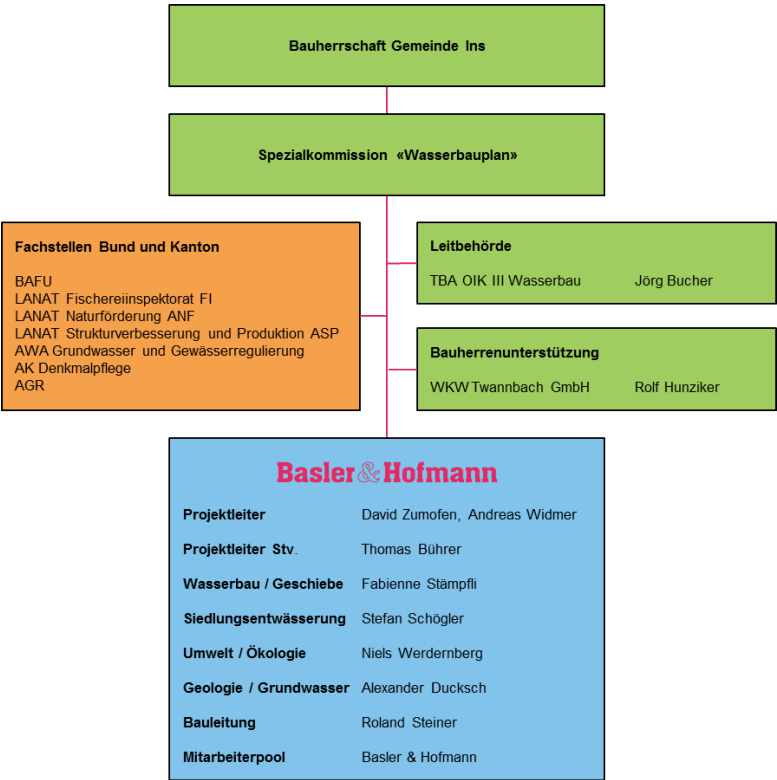 Bauherrschaft Gemeinde Ins
Spezialkommission «Wasserbauplan»
Fachstellen Bund und Kanton
BAFU
LANAT Fischereiinspektorat FI
LANAT Naturförderung ANF
LANAT Strukturverbesserung und Produktion ASP
AWA Grundwasser und Gewässerregulierung
AK Denkmalpflege
AGR
Leitbehörde
TBA OIK III Wasserbau Jörg Bucher
Bauherrenunterstützung
WKW Twannbach GmbH Rolf Hunziker
Basler & Hofmann
Projektleiter David Zumofen, Andreas Widmer
Projektleiter Stv. Thomas Bührer
Wasserbau / Geschiebe Fabienne Stämpfli
Siedlungsentwässerung Stefan Schögler
Umwelt / Ökologie Niels Werdernberg
Geologie / Grundwasser Alexander Ducksch
Bauleitung Roland Steiner
Mitarbeiterpool Basler & Hofmann